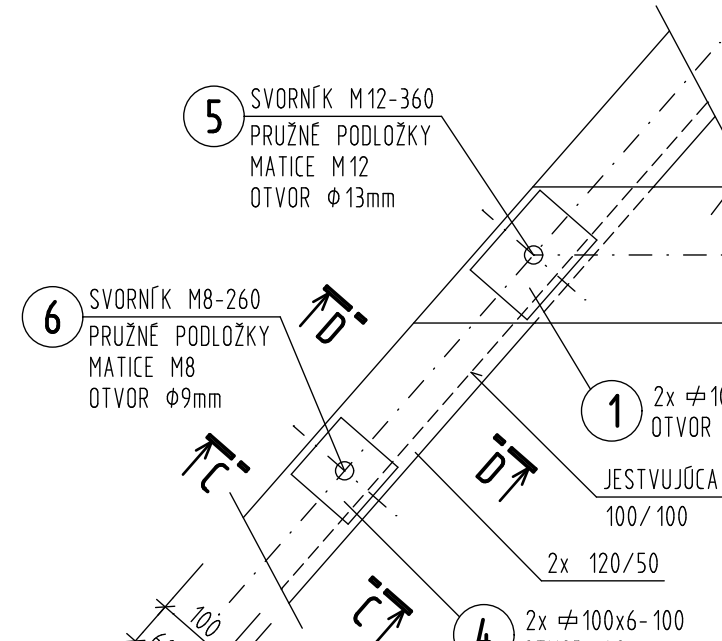 5
SVORNÍK M12-360
PRUŽNÉ PODLOŽKY
MATICE M12
OTVOR Φ13mm
6
SVORNÍK M8-260
PRUŽNÉ PODLOŽKY
MATICE M8
OTVOR Φ9mm
D
1
2x
OTVOR
C
D
JESTVUJÚCA
100/100
2x 120/50
C
100
4
2x ≠100x6-100